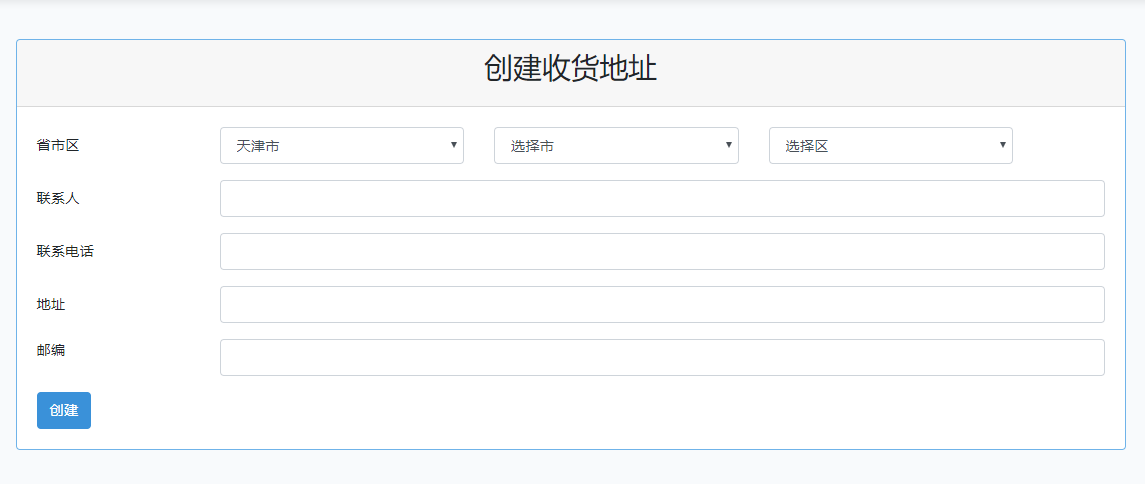 创建收货地址
省市区 天津市 选择市 选择区
联系人
联系电话
地址
邮编
创建